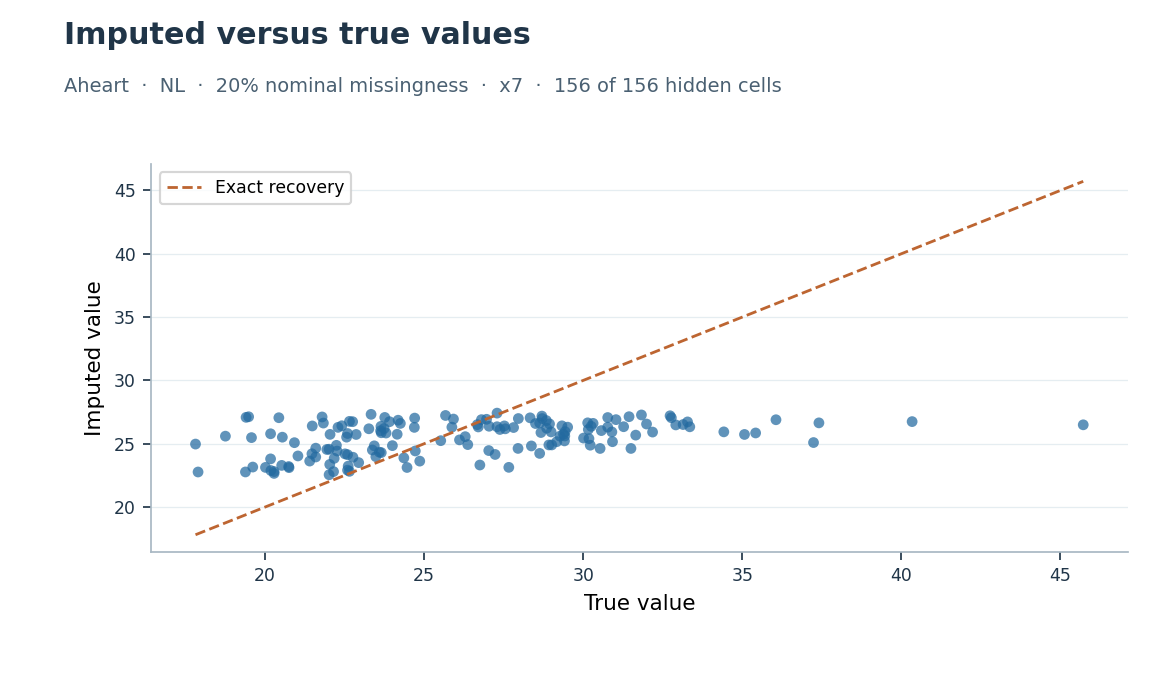 Imputed versus true values
Aheart · NL · 20% nominal missingness · x7 · 156 of 156 hidden cells
Exact recovery
45
40
35
30
25
20
Imputed value
20 25 30 35 40 45
True value